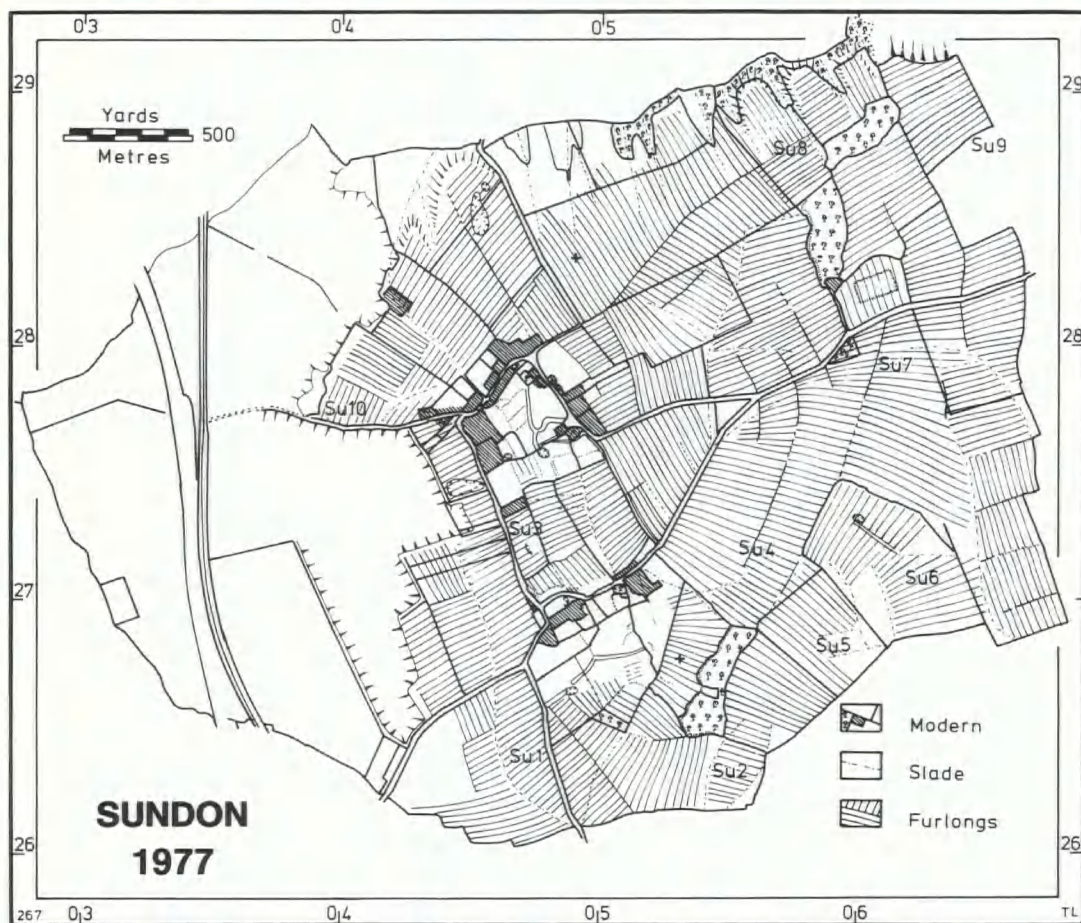 0|3 0|4 0|5 0|6
29 29
Yards
500
Metres
Su8
Su9
28 28
Su7
Su10
Su3
Su4
27 27
Su6
Su5
Modern
Su1
Su2
Slade
SUNDON
Furlongs
1977
26 26
267 0|3 0|4 0|5 0|6 TL